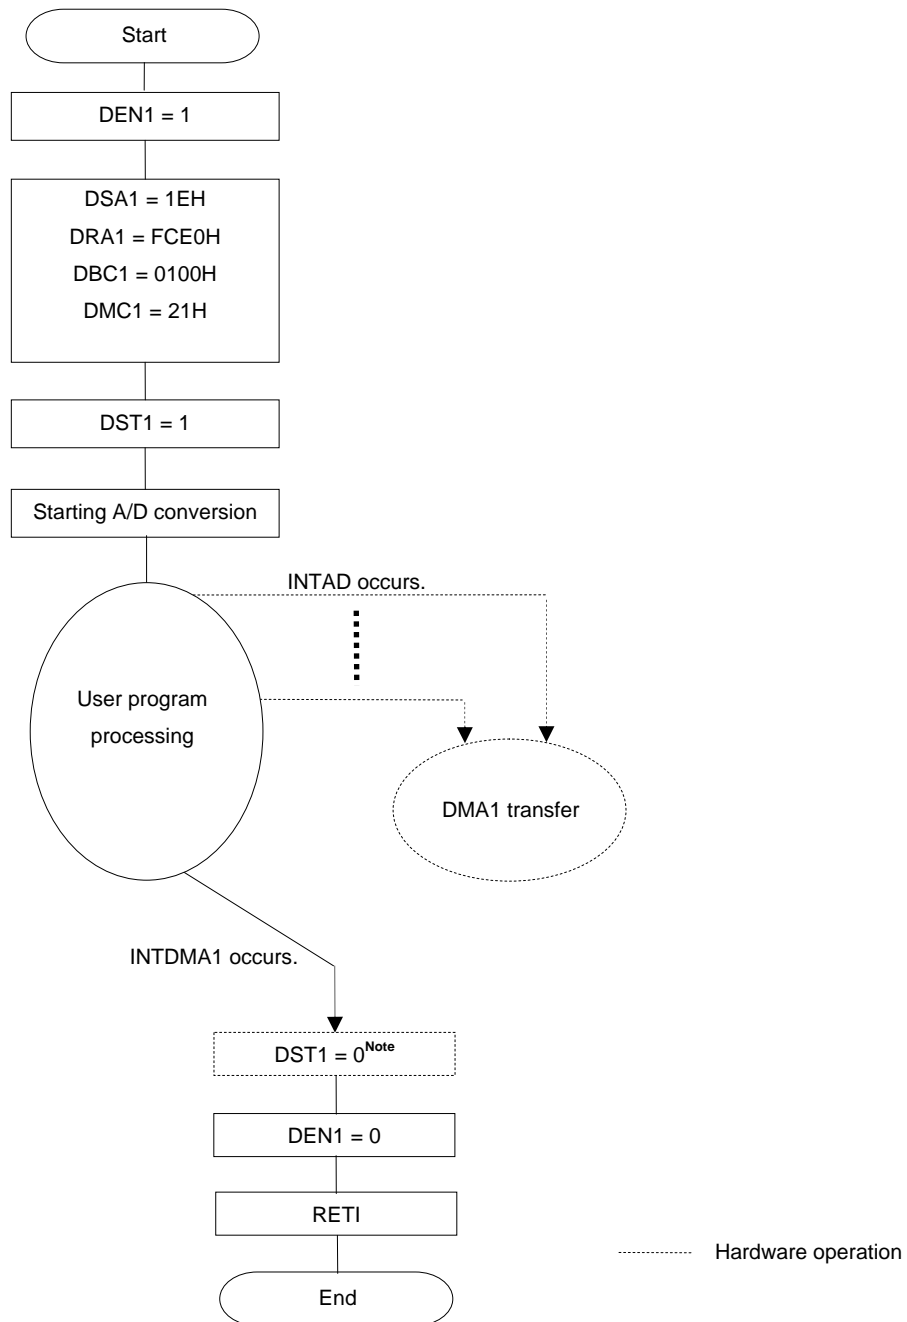 Start
DEN1 = 1
DSA1 = 1EH
DRA1 = FCE0H
DBC1 = 0100H
DMC1 = 21H
DST1 = 1
Starting A/D conversion
INTAD occurs.
User program
processing
DMA1 transfer
INTDMA1 occurs.
DST1 = 0Note
DEN1 = 0
RETI
Hardware operation
End